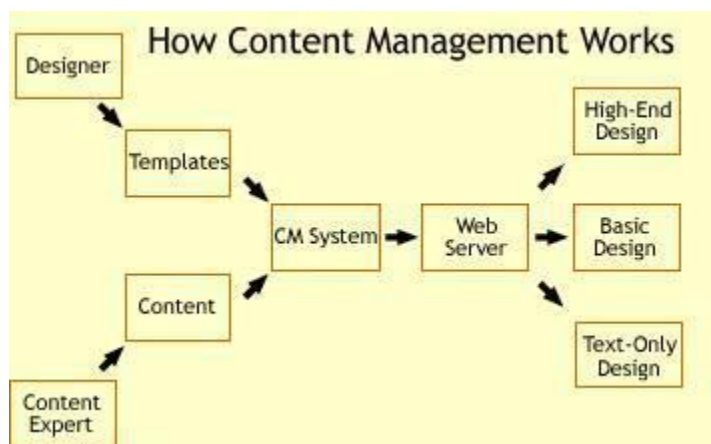 How Content Management Works
Designer
Templates
Content
Content
Expert
CM System
Web
Server
High-End
Design
Basic
Design
Text-Only
Design